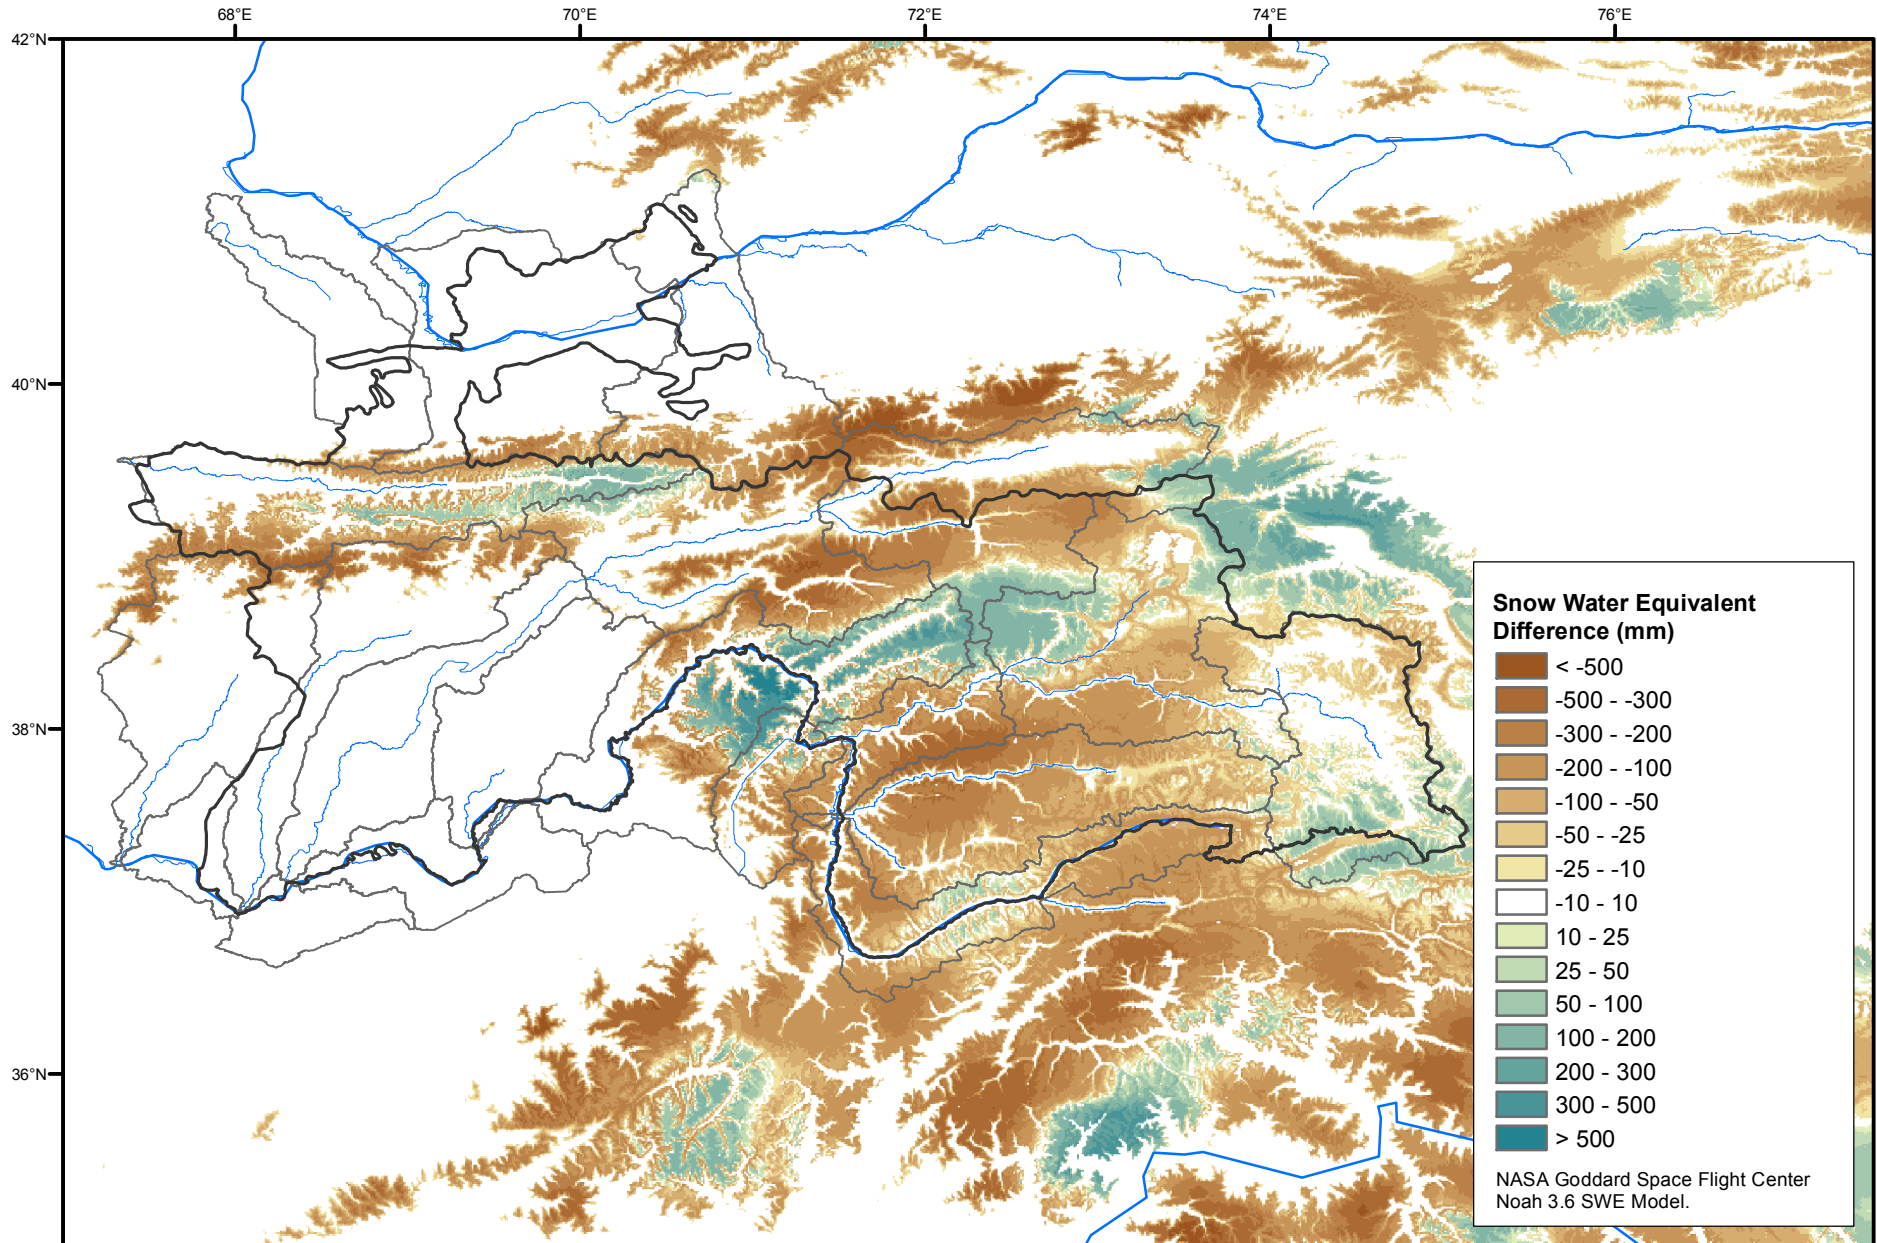 68°E
70°E
72°E
74°E
76°E
42°N
40°N
38°N
36°N
Snow Water Equivalent
Difference (mm)
< -500
-500 - -300
-300 - -200
-200 - -100
-100 - -50
-50 - -25
-25 - -10
-10 - 10
10 - 25
25 - 50
50 - 100
100 - 200
200 - 300
300 - 500
> 500
NASA Goddard Space Flight Center
Noah 3.6 SWE Model.